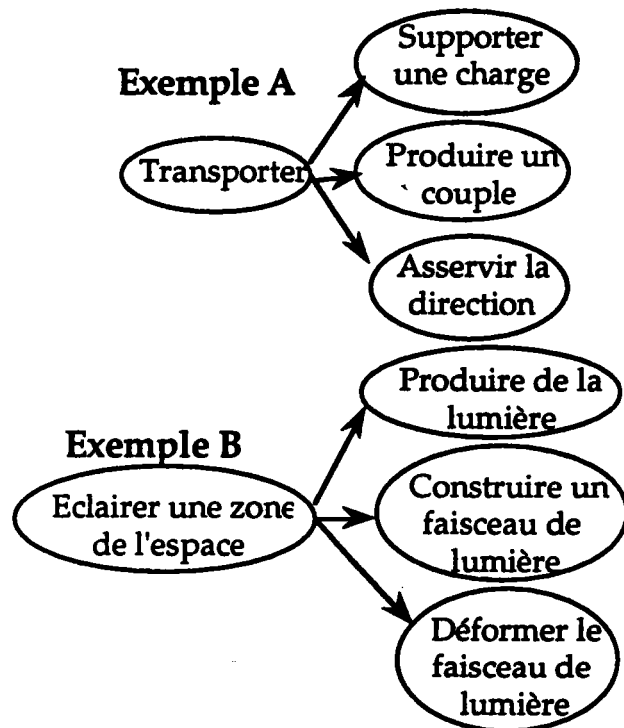 Exemple A
Transporter
Supporter
une charge
Produire un
couple
Asservir la
direction
Exemple B
Eclairer une zone
de l'espace
Produire de la
lumière
Construire un
faisceau de
lumière
Déformer le
faisceau de
lumière